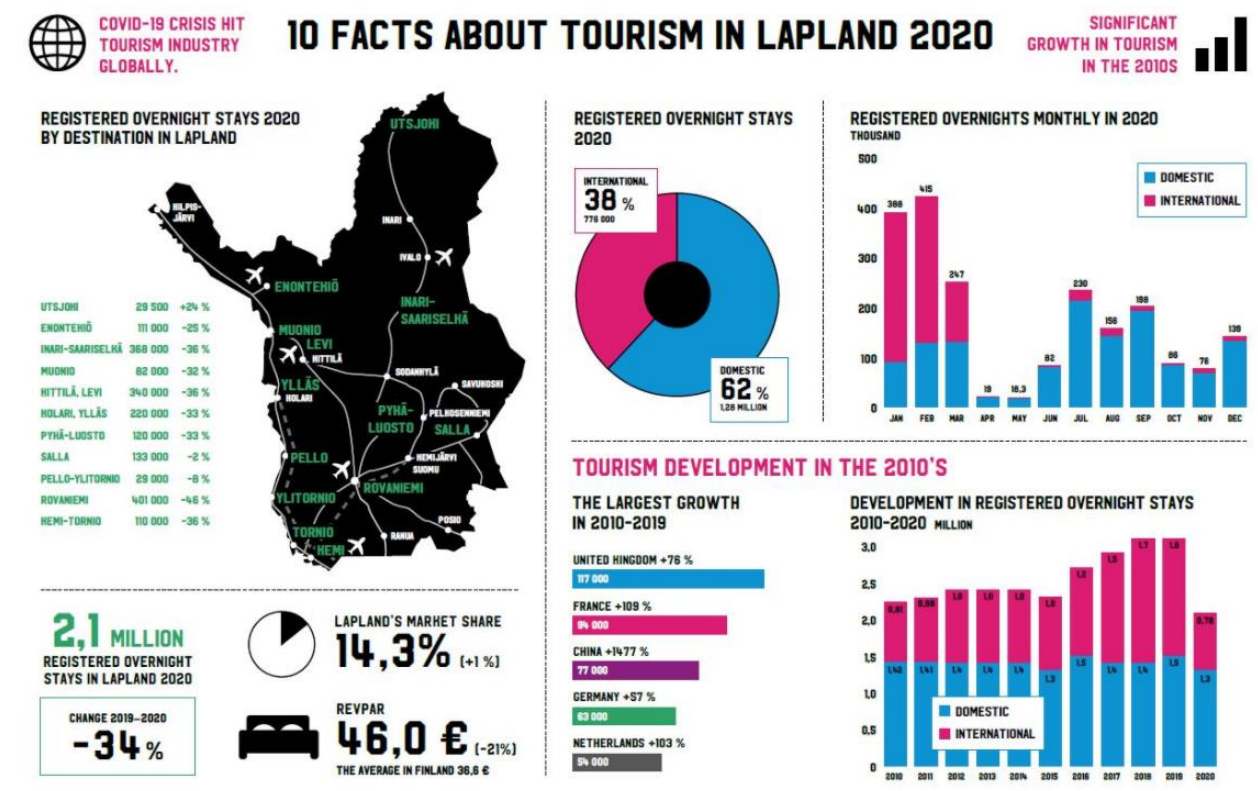 COVID-19 CRISIS HIT
TOURISM INDUSTRY
GLOBALLY.
10 FACTS ABOUT TOURISM IN LAPLAND 2020
SIGNIFICANT
GROWTH IN TOURISM
IN THE 2010S
REGISTERED OVERNIGHT STAYS 2020
BY DESTINATION IN LAPLAND
UTSJOKI
HILPIS-
JÄRVI
INARI
IVALO
ENONTEKIÖ
INARI-
SAARISELKÄ
MUONIO
LEVI
KITTILÄ
SODANKYLÄ
YLLÄS
KOLARI
SAVUKOSKI
PYHÄ-
LUOSTO
PELKOSENNIEMI
SALLA
PELLO
KEMIJÄRVI
SUOMU
ROVANIEMI
YLITORNIO
POSIO
TORNIO
RANUA
KEMI
UTSJOKI 29 500 +24 %
ENONTEKIÖ 111 000 -25 %
INARI-SAARISELKÄ 368 000 -36 %
MUONIO 82 000 -32 %
KITTILÄ, LEVI 340 000 -36 %
KOLARI, YLLÄS 220 000 -33 %
PYHÄ-LUOSTO 120 000 -33 %
SALLA 133 000 -2 %
PELLO-YLITORNIO 29 000 -8 %
ROVANIEMI 401 000 -46 %
KEMI-TORNIO 110 000 -36 %
2,1 MILLION
REGISTERED OVERNIGHT
STAYS IN LAPLAND 2020
CHANGE 2019-2020
-34 %
LAPLAND'S MARKET SHARE
14,3% (+1 %)
REVPAR
46,0 € (-21%)
THE AVERAGE IN FINLAND 36,6 €
REGISTERED OVERNIGHT STAYS
2020
INTERNATIONAL
38 %
776 000
DOMESTIC
62 %
1,28 MILLION
REGISTERED OVERNIGHTS MONTHLY IN 2020
THOUSAND
DOMESTIC
INTERNATIONAL
500
400
300
200
100
0
388 415 247 19 18,3 82 230 156 198 86 76 139
JAN FEB MAR APR MAY JUN JUL AUG SEP OCT NOV DEC
TOURISM DEVELOPMENT IN THE 2010'S
THE LARGEST GROWTH
IN 2010-2019
UNITED KINGDOM +76 %
117 000
FRANCE +109 %
94 000
CHINA +1477 %
77 000
GERMANY +57 %
63 000
NETHERLANDS +103 %
54 000
DEVELOPMENT IN REGISTERED OVERNIGHT STAYS
2010-2020 MILLION
3,0
2,5
2,0
1,5
1,0
0,5
0
0,81 0,88 1,0 1,0 1,0 1,0 1,2 1,5 1,7 0,78
1,42 1,41 1,4 1,4 1,4 1,3 1,5 1,4 1,4 1,5 1,3
DOMESTIC
INTERNATIONAL
2010 2011 2012 2013 2014 2015 2016 2017 2018 2019 2020